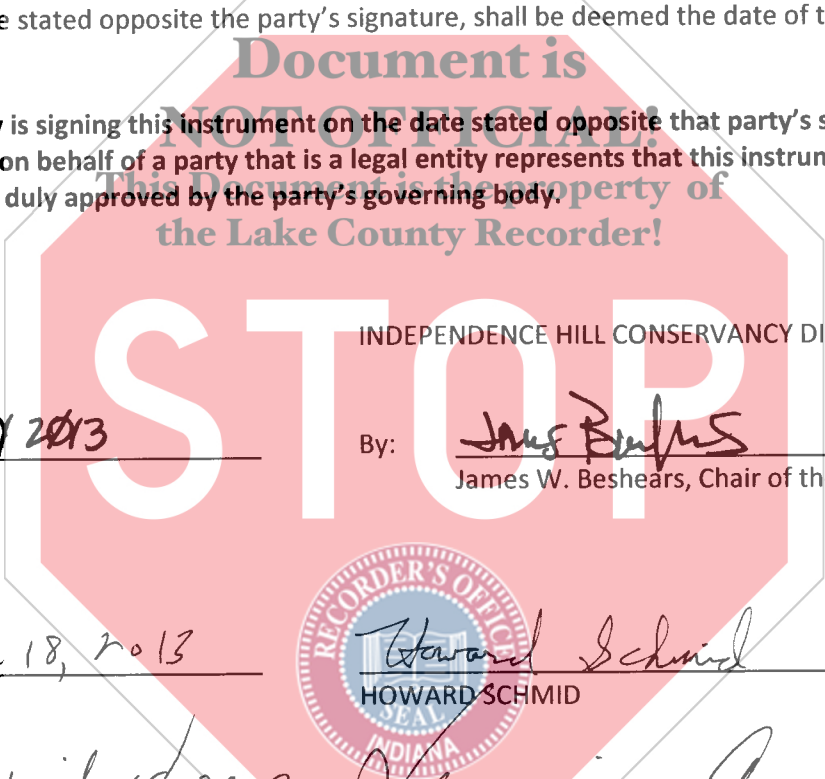 e stated opposite the party's signature, shall be deemed the date of t
Document is
NOT OFFICIAL!
y is signing this instrument on the date stated opposite that party's s
on behalf of a party that is a legal entity represents that this instrum
This Document is the property of
duly approved by the party's governing body.
the Lake County Recorder!
STOP
INDEPENDENCE HILL CONSERVANCY DI
2013
By:
James W. Beshears, Chair of th
RECORDER'S OFFICE
SEAL
INDIANA
18, 2013
Howard Schmid
HOWARD SCHMID